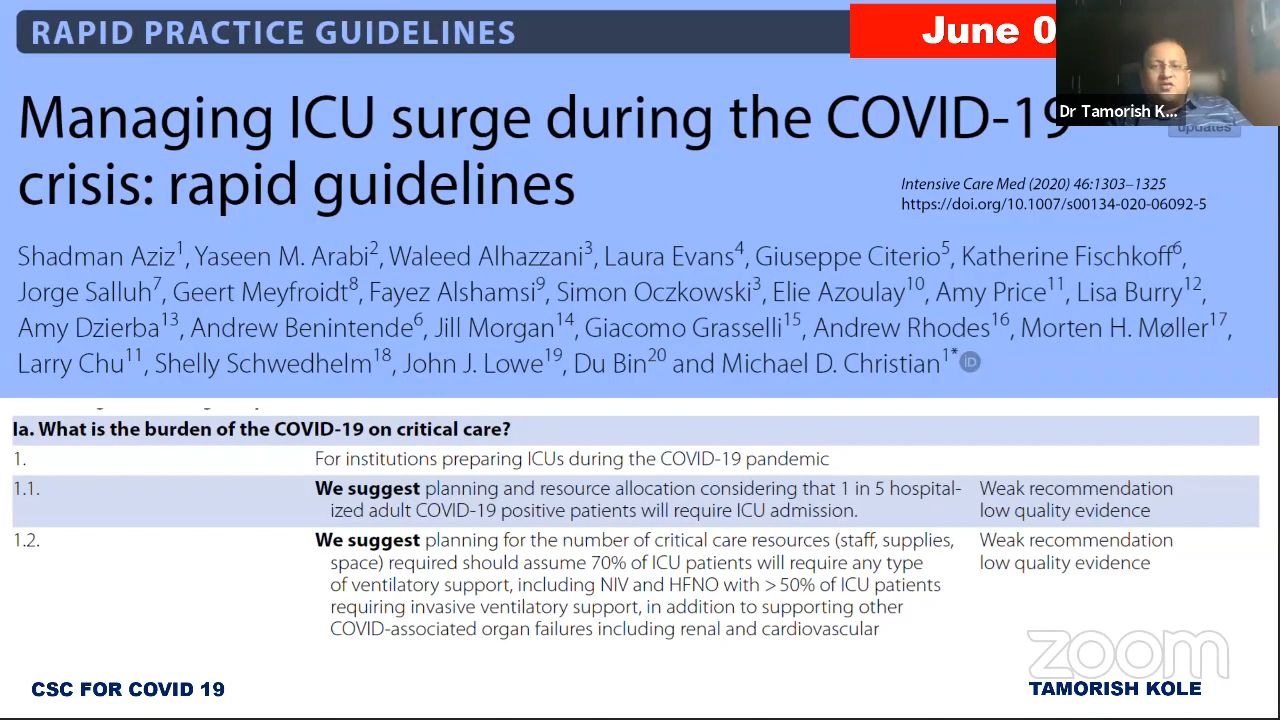 RAPID PRACTICE GUIDELINES
June 0
Dr Tamorish K...
updates
Managing ICU surge during the COVID-19
crisis: rapid guidelines
Intensive Care Med (2020) 46:1303–1325
https://doi.org/10.1007/s00134-020-06092-5
Shadman Aziz1, Yaseen M. Arabi2, Waleed Alhazzani3, Laura Evans4, Giuseppe Citerio5, Katherine Fischkoff6,
Jorge Salluh7, Geert Meyfroidt8, Fayez Alshamsi9, Simon Oczkowski3, Elie Azoulay10, Amy Price11, Lisa Burry12,
Amy Dzierba13, Andrew Benintende6, Jill Morgan14, Giacomo Grasselli15, Andrew Rhodes16, Morten H. Møller17,
Larry Chu11, Shelly Schwedhelm18, John J. Lowe19, Du Bin20 and Michael D. Christian1* iD
Ia. What is the burden of the COVID-19 on critical care?
1. For institutions preparing ICUs during the COVID-19 pandemic
1.1. We suggest planning and resource allocation considering that 1 in 5 hospital- Weak recommendation
ized adult COVID-19 positive patients will require ICU admission. low quality evidence
1.2. We suggest planning for the number of critical care resources (staff, supplies, Weak recommendation
space) required should assume 70% of ICU patients will require any type low quality evidence
of ventilatory support, including NIV and HFNO with > 50% of ICU patients
requiring invasive ventilatory support, in addition to supporting other
COVID-associated organ failures including renal and cardiovascular
zoom
CSC FOR COVID 19
TAMORISH KOLE